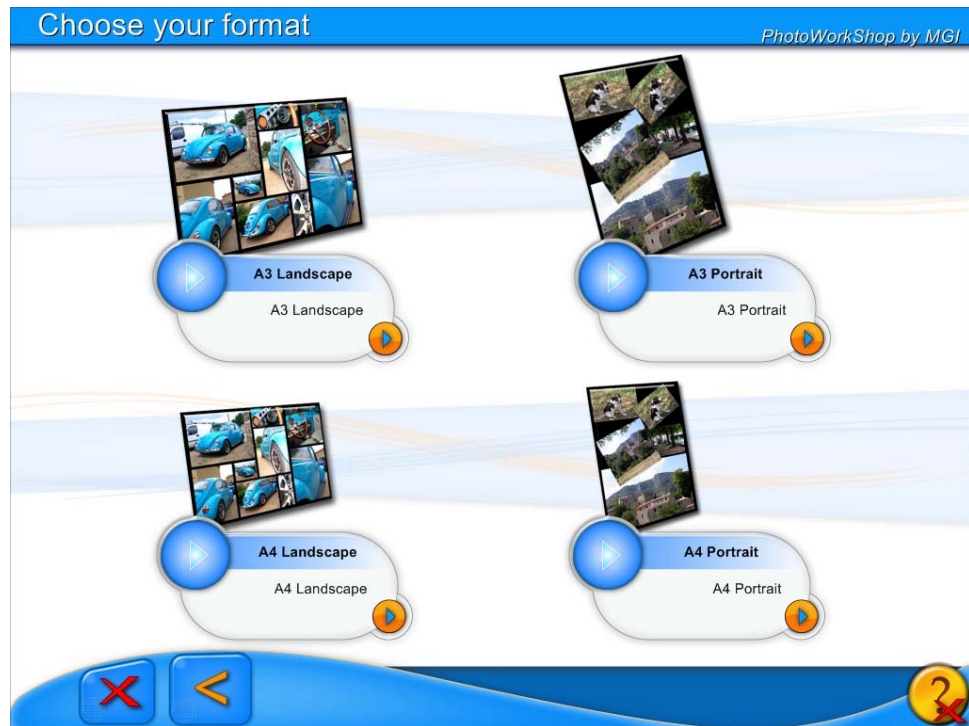 Choose your format
PhotoWorkShop by MGI
A3 Landscape
A3 Landscape
A3 Portrait
A3 Portrait
A4 Landscape
A4 Landscape
A4 Portrait
A4 Portrait
<
?